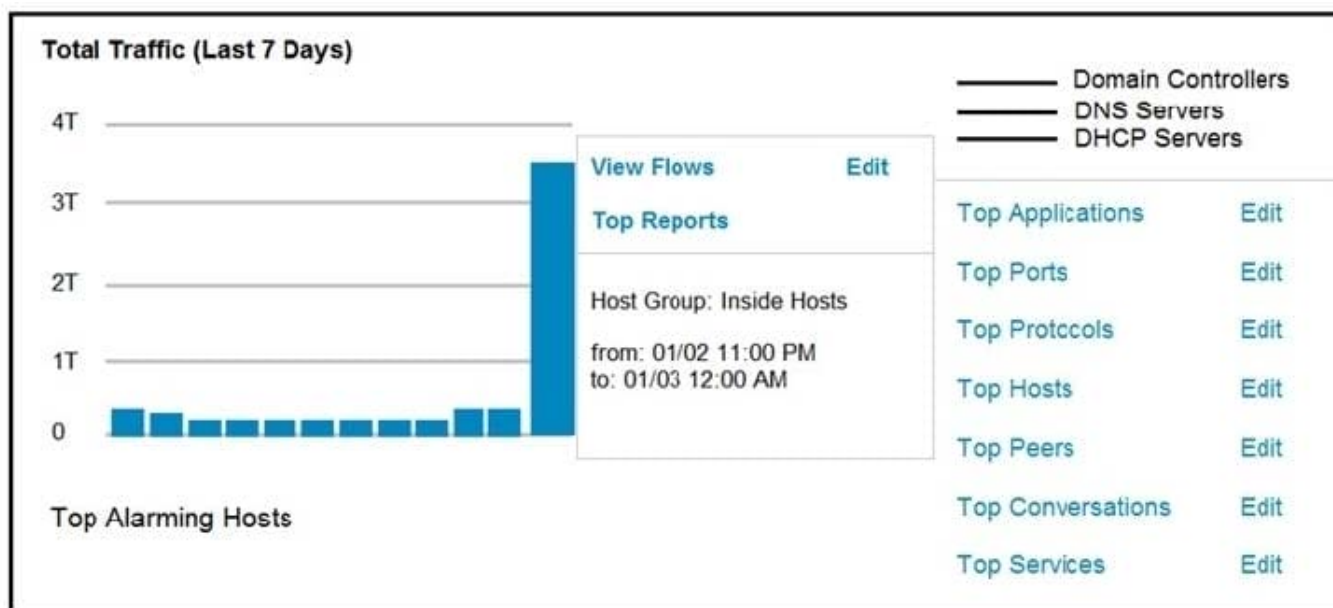 Total Traffic (Last 7 Days)
4T
3T
2T
1T
0
Top Alarming Hosts
View Flows Edit
Top Reports
Host Group: Inside Hosts
from: 01/02 11:00 PM
to: 01/03 12:00 AM
Domain Controllers
DNS Servers
DHCP Servers
Top Applications Edit
Top Ports Edit
Top Protccols Edit
Top Hosts Edit
Top Peers Edit
Top Conversations Edit
Top Services Edit